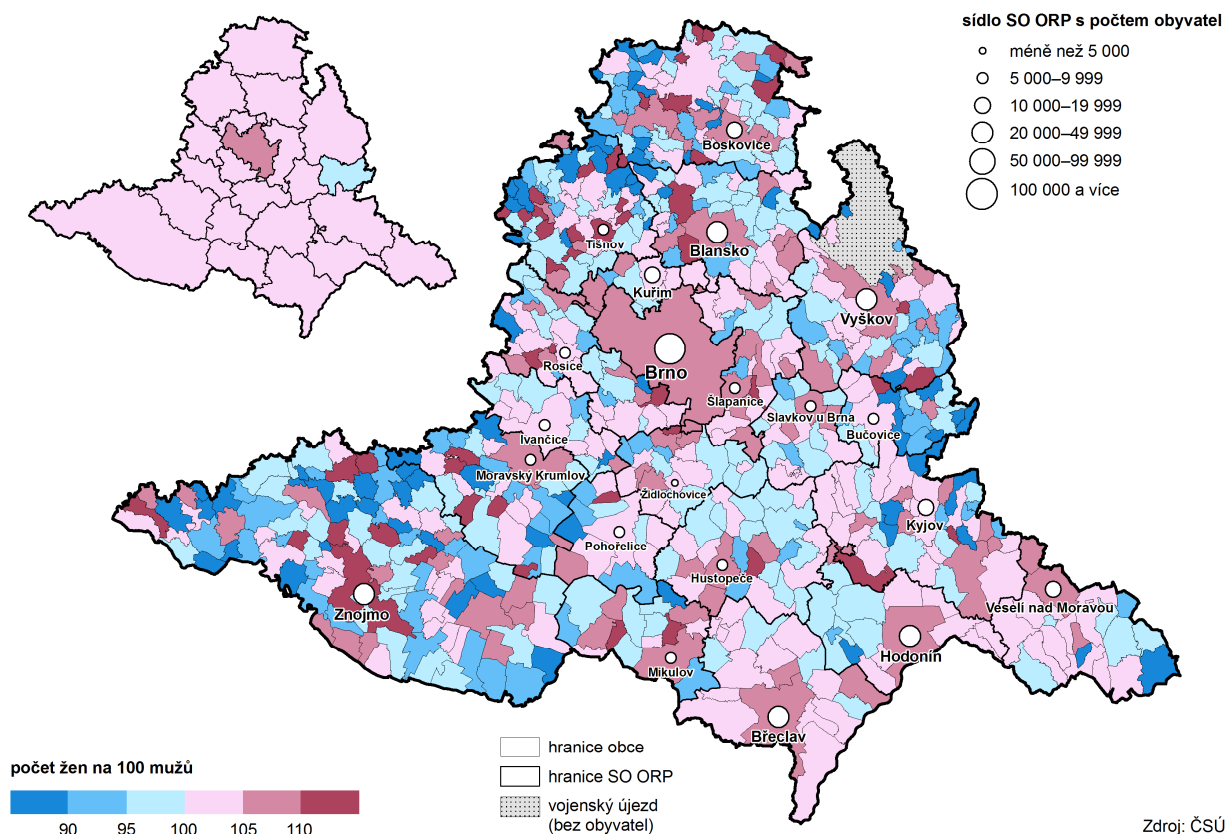 sídlo SO ORP s počtem obyvatel
méně než 5 000
5 000–9 999
10 000–19 999
20 000–49 999
50 000–99 999
100 000 a více
Boskovice
Tišnov
Blansko
Kuřim
Vyškov
Brno
Rosice
Šlapanice
Slavkov u Brna
Bučovice
Ivančice
Moravský Krumlov
Židlochovice
Kyjov
Pohořelice
Hustopeče
Znojmo
Veselí nad Moravou
Hodonín
Mikulov
Břeclav
počet žen na 100 mužů
90 95 100 105 110
hranice obce
hranice SO ORP
vojenský újezd
(bez obyvatel)
Zdroj: ČSÚ